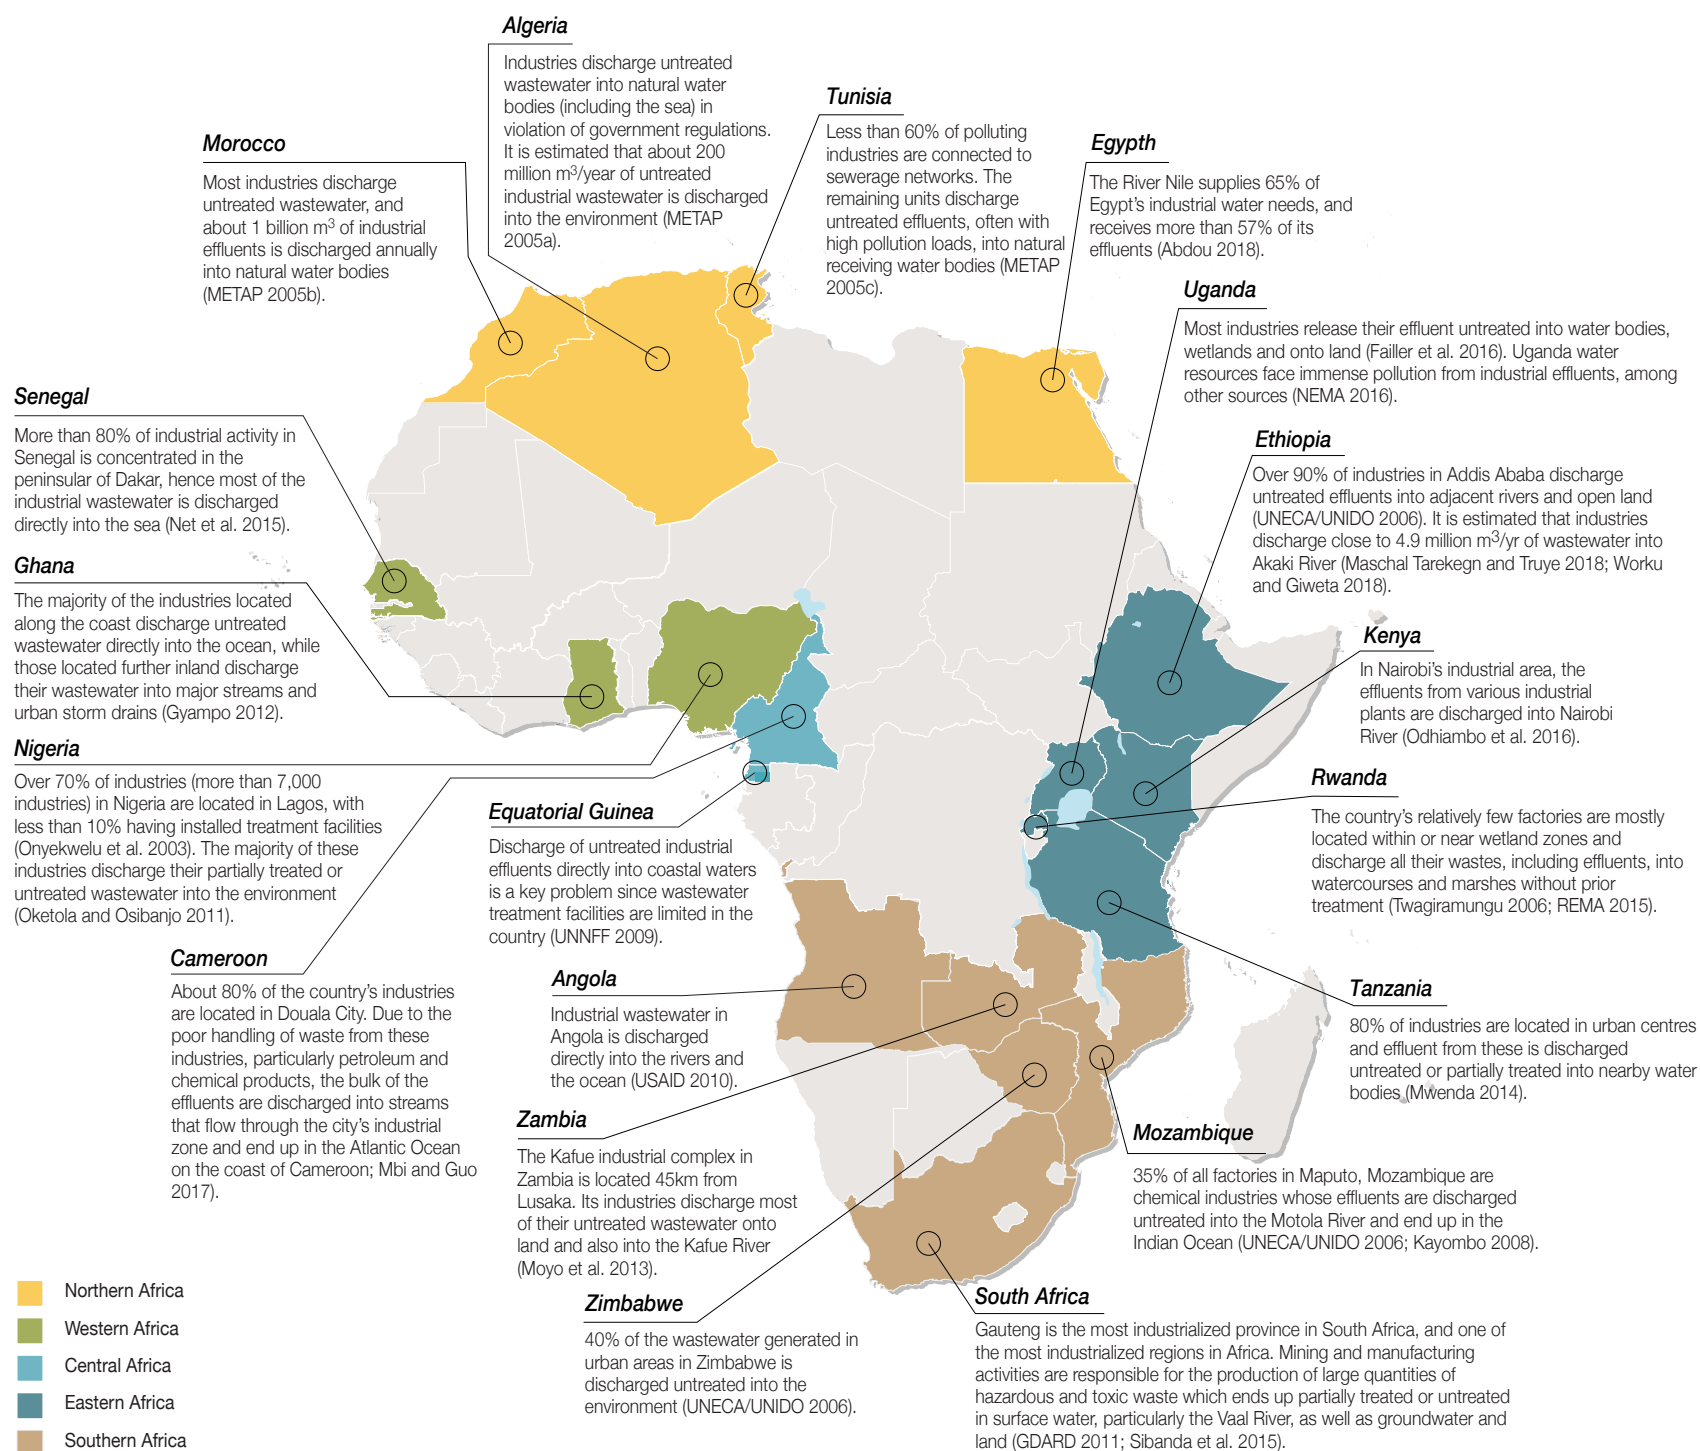 Algeria
Industries discharge untreated
wastewater into natural water
bodies (including the sea) in
violation of government regulations.
It is estimated that about 200
million m³/year of untreated
industrial wastewater is discharged
into the environment (METAP
2005a).
Tunisia
Less than 60% of polluting
industries are connected to
sewerage networks. The
remaining units discharge
untreated effluents, often with
high pollution loads, into natural
receiving water bodies (METAP
2005c).
Morocco
Most industries discharge
untreated wastewater, and
about 1 billion m³ of industrial
effluents is discharged annually
into natural water bodies
(METAP 2005b).
Egypth
The River Nile supplies 65% of
Egypt's industrial water needs, and
receives more than 57% of its
effluents (Abdou 2018).
Uganda
Most industries release their effluent untreated into water bodies,
wetlands and onto land (Failler et al. 2016). Uganda water
resources face immense pollution from industrial effluents, among
other sources (NEMA 2016).
Senegal
More than 80% of industrial activity in
Senegal is concentrated in the
peninsular of Dakar, hence most of the
industrial wastewater is discharged
directly into the sea (Net et al. 2015).
Ethiopia
Over 90% of industries in Addis Ababa discharge
untreated effluents into adjacent rivers and open land
(UNECA/UNIDO 2006). It is estimated that industries
discharge close to 4.9 million m³/yr of wastewater into
Akaki River (Maschal Tarekegn and Truye 2018; Worku
and Giweta 2018).
Ghana
The majority of the industries located
along the coast discharge untreated
wastewater directly into the ocean, while
those located further inland discharge
their wastewater into major streams and
urban storm drains (Gyampo 2012).
Kenya
In Nairobi's industrial area, the
effluents from various industrial
plants are discharged into Nairobi
River (Odhiambo et al. 2016).
Nigeria
Over 70% of industries (more than 7,000
industries) in Nigeria are located in Lagos, with
less than 10% having installed treatment facilities
(Onyekwelu et al. 2003). The majority of these
industries discharge their partially treated or
untreated wastewater into the environment
(Oketola and Osibanjo 2011).
Equatorial Guinea
Discharge of untreated industrial
effluents directly into coastal waters
is a key problem since wastewater
treatment facilities are limited in the
country (UNNFF 2009).
Rwanda
The country's relatively few factories are mostly
located within or near wetland zones and
discharge all their wastes, including effluents, into
watercourses and marshes without prior
treatment (Twagiramungu 2006; REMA 2015).
Cameroon
About 80% of the country's industries
are located in Douala City. Due to the
poor handling of waste from these
industries, particularly petroleum and
chemical products, the bulk of the
effluents are discharged into streams
that flow through the city's industrial
zone and end up in the Atlantic Ocean
on the coast of Cameroon; Mbi and Guo
2017).
Angola
Industrial wastewater in
Angola is discharged
directly into the rivers and
the ocean (USAID 2010).
Tanzania
80% of industries are located in urban centres
and effluent from these is discharged
untreated or partially treated into nearby water
bodies (Mwenda 2014).
Zambia
The Kafue industrial complex in
Zambia is located 45km from
Lusaka. Its industries discharge most
of their untreated wastewater onto
land and also into the Kafue River
(Moyo et al. 2013).
Mozambique
35% of all factories in Maputo, Mozambique are
chemical industries whose effluents are discharged
untreated into the Motola River and end up in the
Indian Ocean (UNECA/UNIDO 2006; Kayombo 2008).
Zimbabwe
40% of the wastewater generated in
urban areas in Zimbabwe is
discharged untreated into the
environment (UNECA/UNIDO 2006).
South Africa
Gauteng is the most industrialized province in South Africa, and one of
the most industrialized regions in Africa. Mining and manufacturing
activities are responsible for the production of large quantities of
hazardous and toxic waste which ends up partially treated or untreated
in surface water, particularly the Vaal River, as well as groundwater and
land (GDARD 2011; Sibanda et al. 2015).
Northern Africa
Western Africa
Central Africa
Eastern Africa
Southern Africa